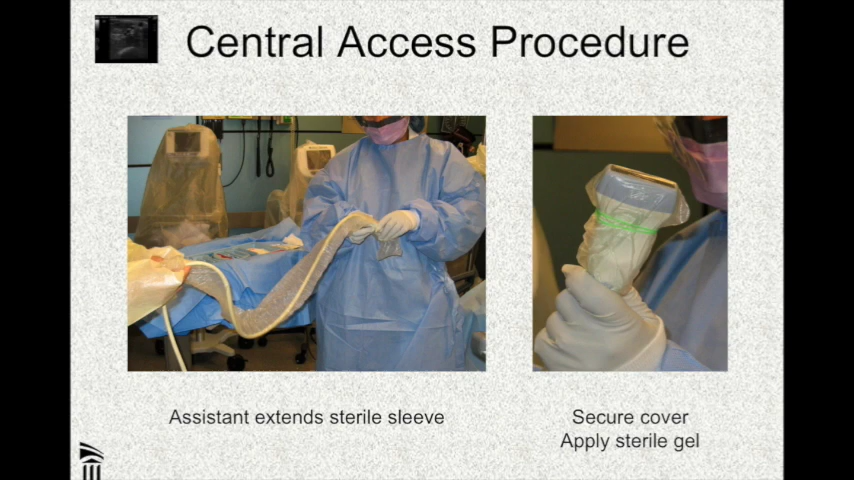 Central Access Procedure
Assistant extends sterile sleeve
Secure cover
Apply sterile gel